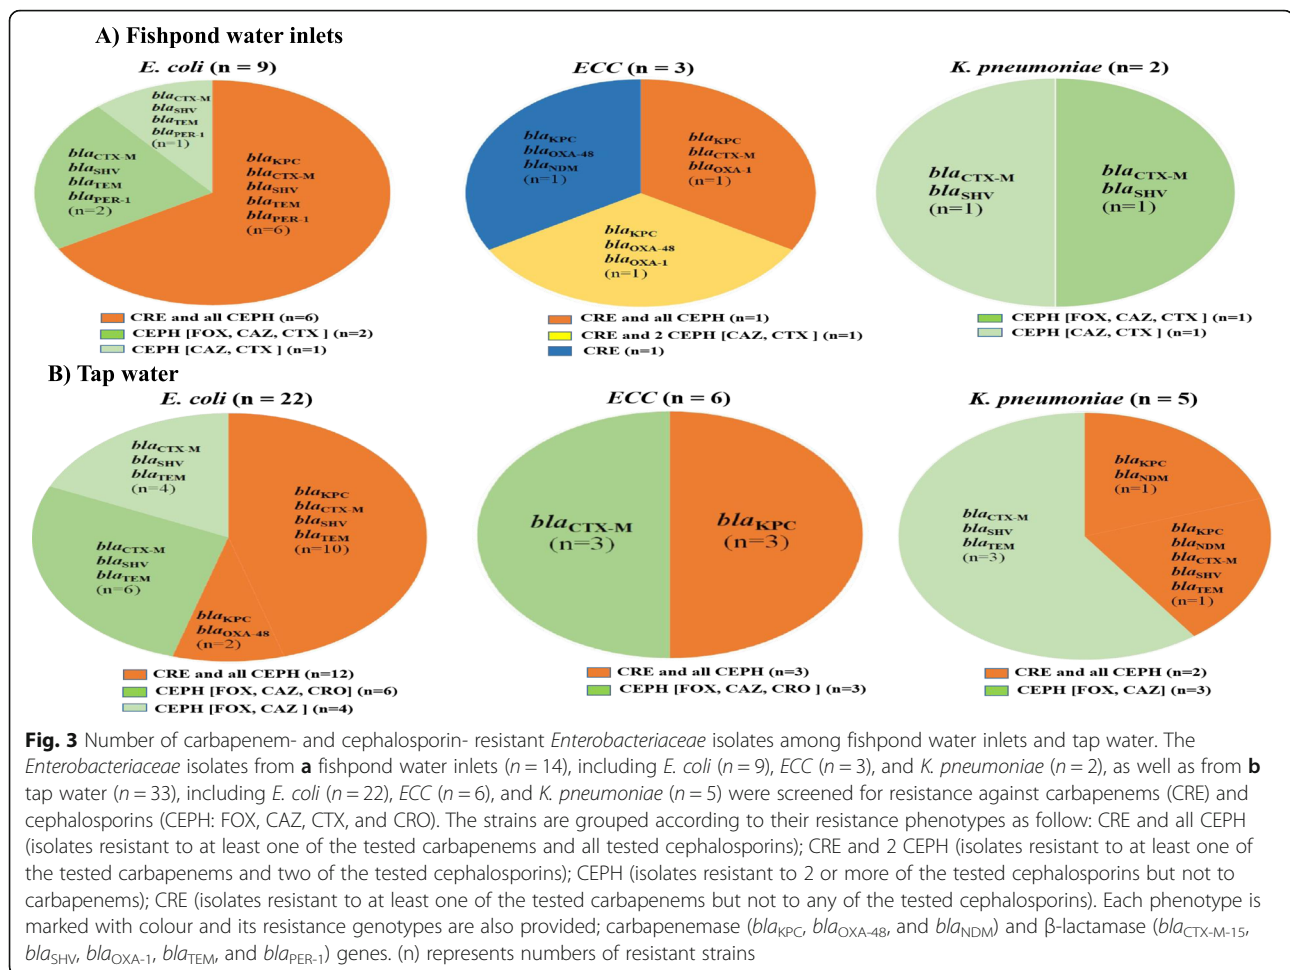 A) Fishpond water inlets
E. coli (n = 9)
blaCTX-M
blaSHV
blaTEM
blaPER-1
(n=1)
blaCTX-M
blaSHV
blaTEM
blaPER-1
(n=2)
blaKPC
blaCTX-M
blaSHV
blaTEM
blaPER-1
(n=6)
CRE and all CEPH (n=6)
CEPH [FOX, CAZ, CTX ] (n=2)
CEPH [CAZ, CTX ] (n=1)
ECC (n = 3)
blaKPC
blaOXA-48
blaNDM
(n=1)
blaKPC
blaCTX-M
blaOXA-1
(n=1)
blaKPC
blaOXA-48
blaOXA-1
(n=1)
CRE and all CEPH (n=1)
CRE and 2 CEPH [CAZ, CTX ] (n=1)
CRE (n=1)
K. pneumoniae (n= 2)
blaCTX-M
blaSHV
(n=1)
blaCTX-M
blaSHV
(n=1)
CEPH [FOX, CAZ, CTX ] (n=1)
CEPH [CAZ, CTX ] (n=1)
B) Tap water
E. coli (n = 22)
blaCTX-M
blaSHV
blaTEM
(n=4)
blaCTX-M
blaSHV
blaTEM
(n=6)
blaKPC
blaCTX-M
blaSHV
blaTEM
(n=10)
blaKPC
blaOXA-48
(n=2)
CRE and all CEPH (n=12)
CEPH [FOX, CAZ, CRO] (n=6)
CEPH [FOX, CAZ ] (n=4)
ECC (n = 6)
blaCTX-M
(n=3)
blaKPC
(n=3)
CRE and all CEPH (n=3)
CEPH [FOX, CAZ, CRO ] (n=3)
K. pneumoniae (n = 5)
blaCTX-M
blaSHV
blaTEM
(n=3)
blaKPC
blaNDM
(n=1)
blaKPC
blaNDM
blaCTX-M
blaSHV
blaTEM
(n=1)
CRE and all CEPH (n=2)
CEPH [FOX, CAZ] (n=3)
Fig. 3 Number of carbapenem- and cephalosporin- resistant Enterobacteriaceae isolates among fishpond water inlets and tap water. The
Enterobacteriaceae isolates from a fishpond water inlets (n = 14), including E. coli (n = 9), ECC (n = 3), and K. pneumoniae (n = 2), as well as from b
tap water (n = 33), including E. coli (n = 22), ECC (n = 6), and K. pneumoniae (n = 5) were screened for resistance against carbapenems (CRE) and
cephalosporins (CEPH: FOX, CAZ, CTX, and CRO). The strains are grouped according to their resistance phenotypes as follow: CRE and all CEPH
(isolates resistant to at least one of the tested carbapenems and all tested cephalosporins); CRE and 2 CEPH (isolates resistant to at least one of
the tested carbapenems and two of the tested cephalosporins); CEPH (isolates resistant to 2 or more of the tested cephalosporins but not to
carbapenems); CRE (isolates resistant to at least one of the tested carbapenems but not to any of the tested cephalosporins). Each phenotype is
marked with colour and its resistance genotypes are also provided; carbapenemase (blaKPC, blaOXA-48, and blaNDM) and β-lactamase (blaCTX-M-15,
blaSHV, blaOXA-1, blaTEM, and blaPER-1) genes. (n) represents numbers of resistant strains